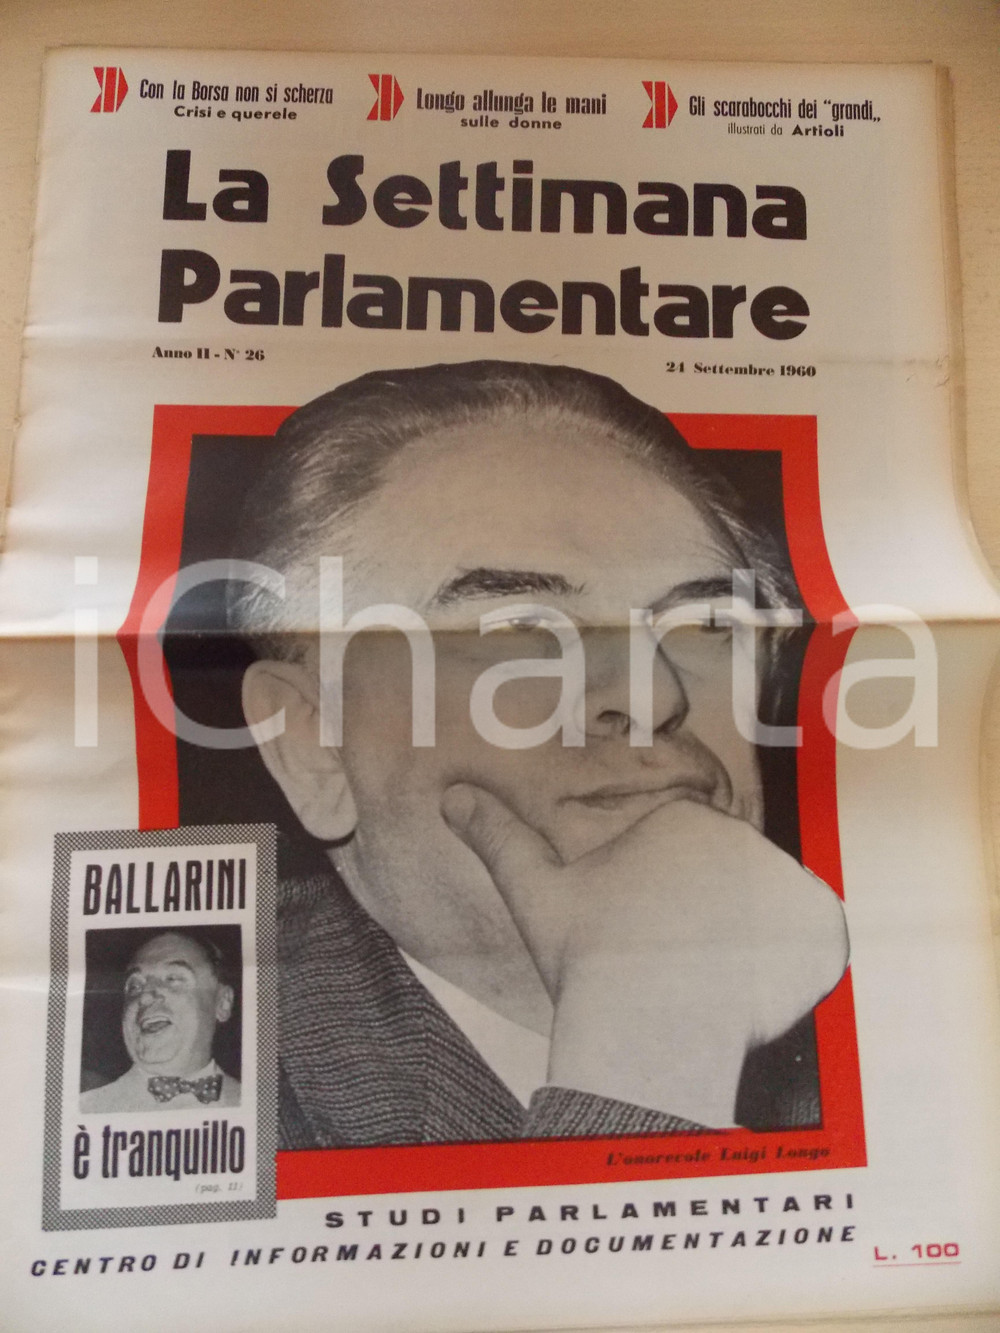 Con la Borsa non si scherza
Crisi e querele
Longo allunga le mani
sulle donne
Gli scarabocchi dei "grandi„
illustrati da Artioli
La Settimana
Parlamentare
Anno II - N° 26
24 Settembre 1960
iCharta
BALLARINI
è tranquillo
(pag. 11)
L'onorevole Luigi Longo
STUDI PARLAMENTARI
CENTRO DI INFORMAZIONI E DOCUMENTAZIONE
L. 100